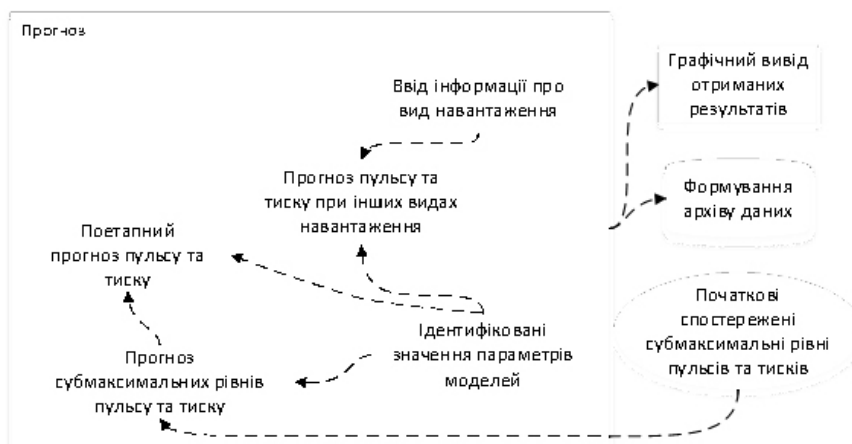 Прогноз
Ввід інформації про
вид навантаження
Прогноз пульсу та
тиску при інших видах
навантаження
Поетапний
прогноз пульсу та
тиску
Ідентифіковані
значення параметрів
моделей
Прогноз
субмаксимальних рівнів
пульсу та тиску
Графічний вивід
отриманих
результатів
Формування
архіву даних
Початкові
спостережені
субмаксимальні рівні
пульсів та тисків